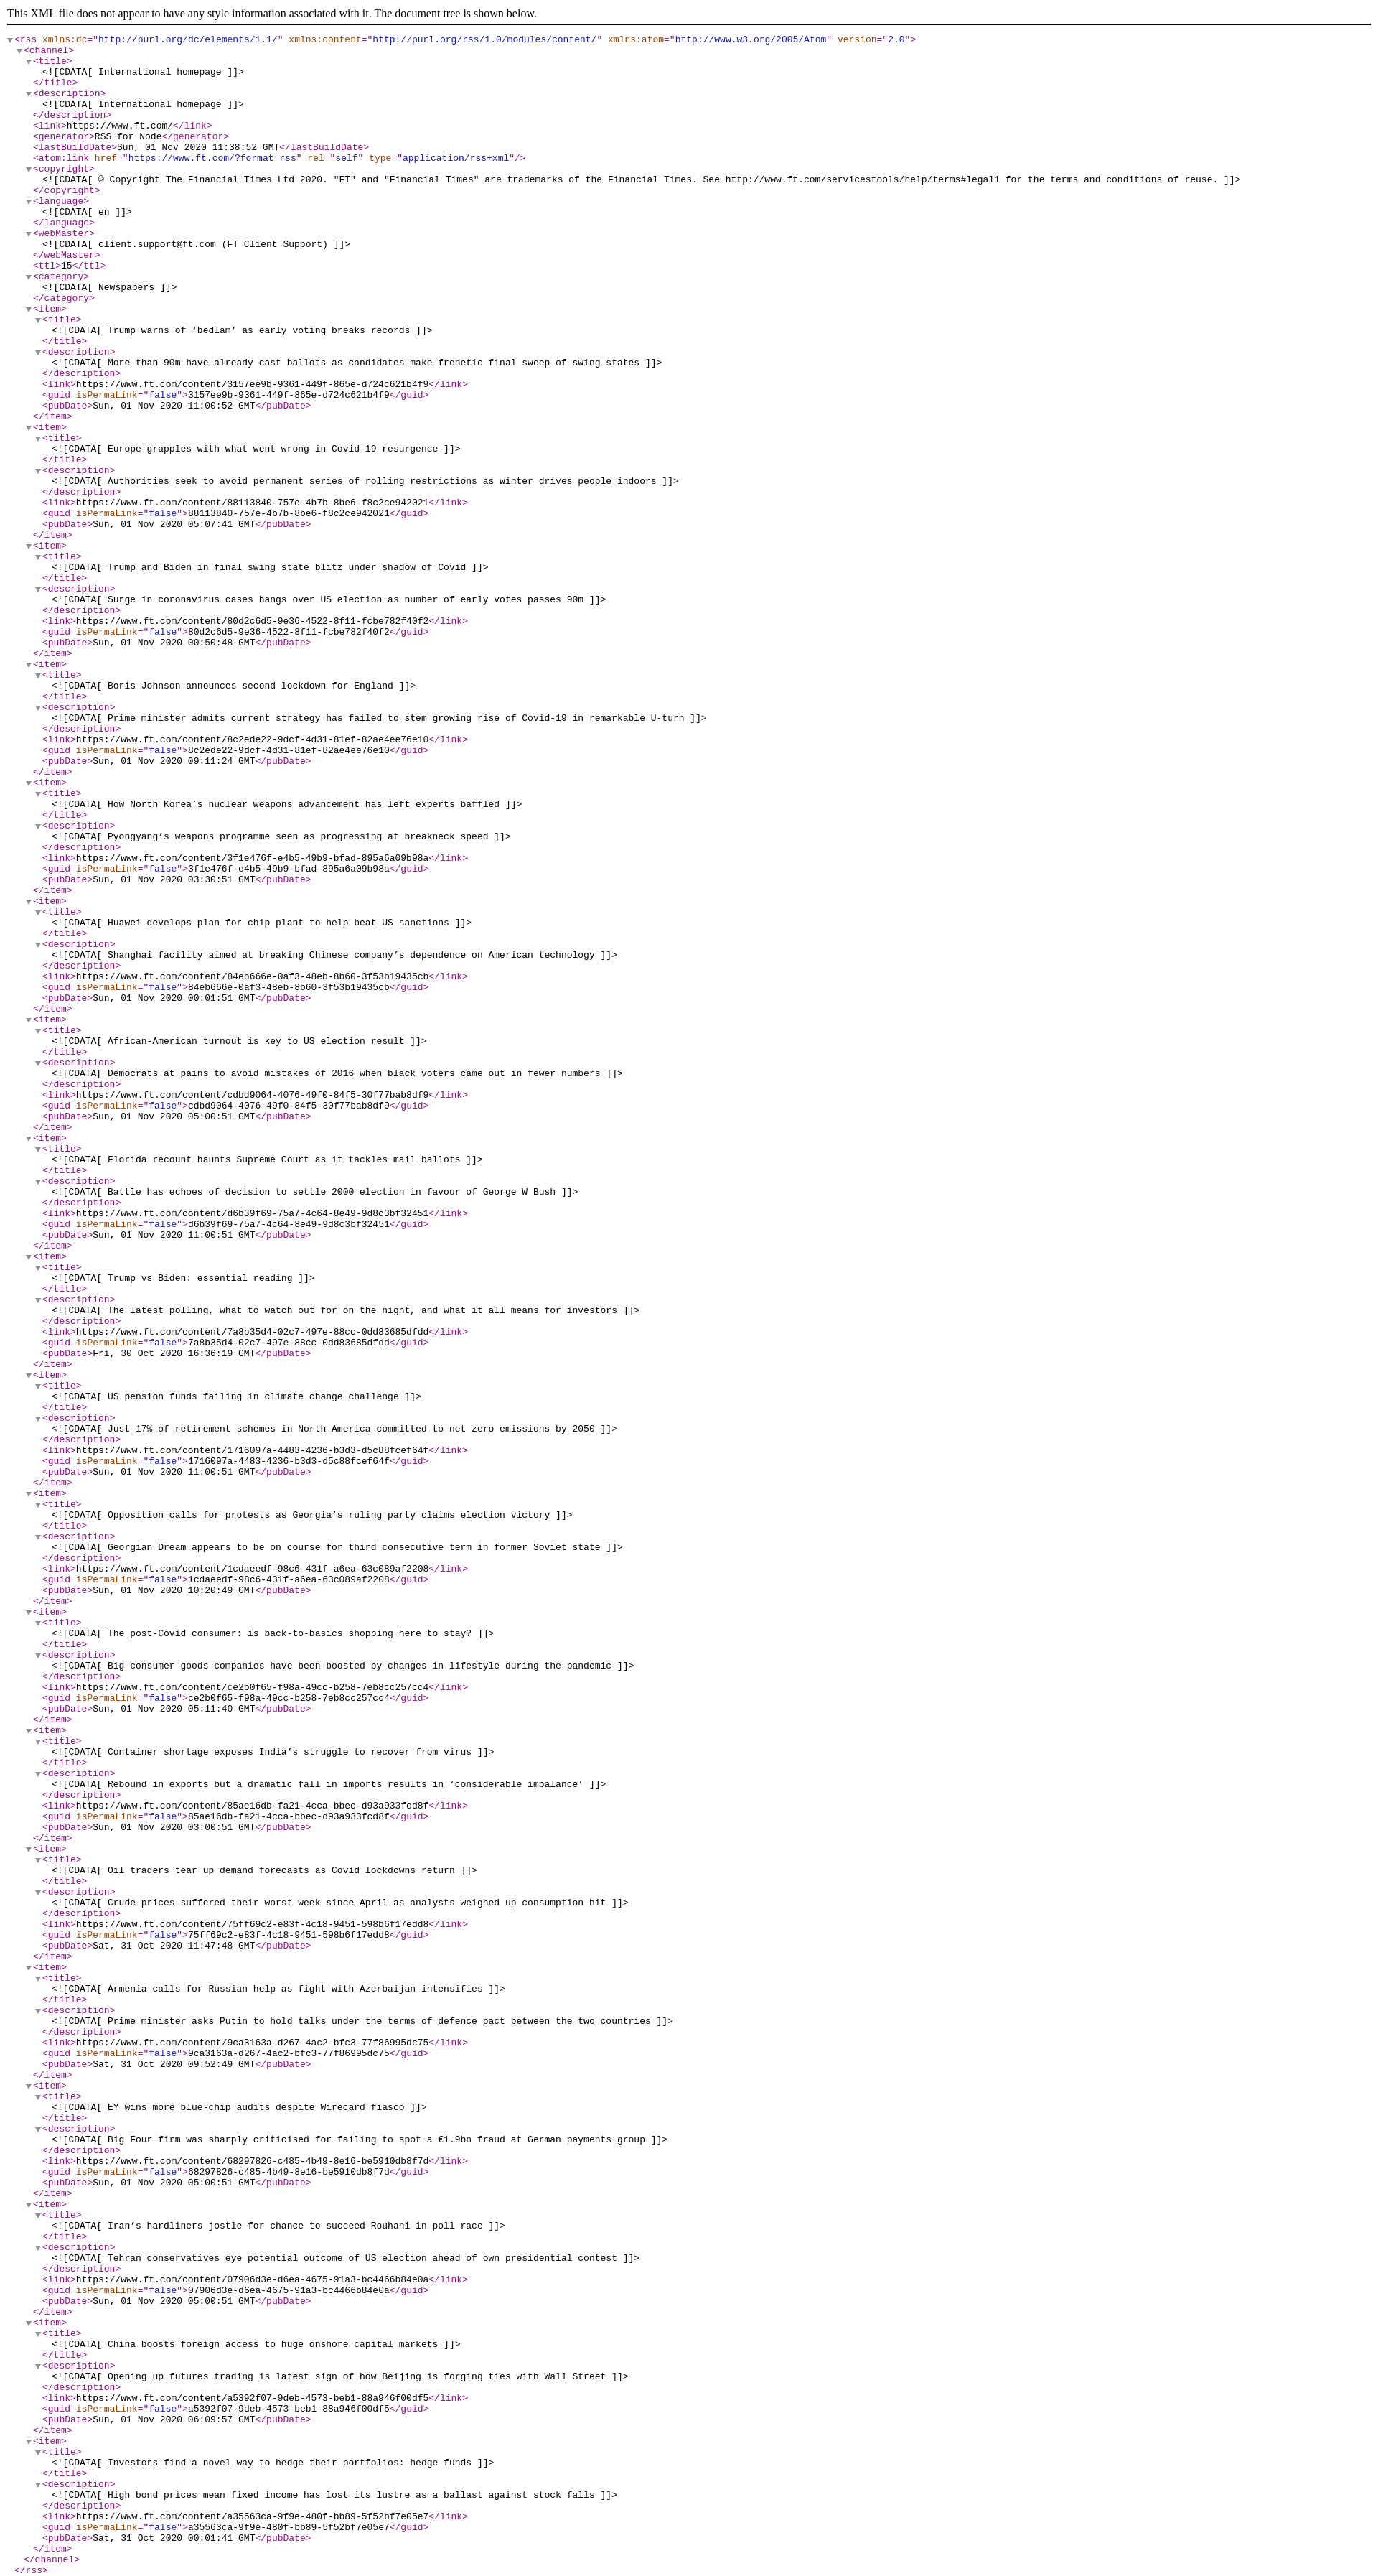 This XML file does not appear to have any style information associated with it. The document tree is shown below.
<rss xmlns:dc="http://purl.org/dc/elements/1.1/" xmlns:content="http://purl.org/rss/1.0/modules/content/" xmlns:atom="http://www.w3.org/2005/Atom" version="2.0">
<channel>
<title>
<![CDATA[ International homepage ]]>
</title>
<description>
<![CDATA[ International homepage ]]>
</description>
<link>https://www.ft.com/</link>
<generator>RSS for Node</generator>
<lastBuildDate>Sun, 01 Nov 2020 11:38:52 GMT</lastBuildDate>
<atom:link href="https://www.ft.com/?format=rss" rel="self" type="application/rss+xml"/>
<copyright>
<![CDATA[ © Copyright The Financial Times Ltd 2020. "FT" and "Financial Times" are trademarks of the Financial Times. See http://www.ft.com/servicestools/help/terms#legal1 for the terms and conditions of reuse. ]]>
</copyright>
<language>
<![CDATA[ en ]]>
</language>
<webMaster>
<![CDATA[ client.support@ft.com (FT Client Support) ]]>
</webMaster>
<ttl>15</ttl>
<category>
<![CDATA[ Newspapers ]]>
</category>
<item>
<title>
<![CDATA[ Trump warns of ‘bedlam’ as early voting breaks records ]]>
</title>
<description>
<![CDATA[ More than 90m have already cast ballots as candidates make frenetic final sweep of swing states ]]>
</description>
<link>https://www.ft.com/content/3157ee9b-9361-449f-865e-d724c621b4f9</link>
<guid isPermaLink="false">3157ee9b-9361-449f-865e-d724c621b4f9</guid>
<pubDate>Sun, 01 Nov 2020 11:00:52 GMT</pubDate>
</item>
<item>
<title>
<![CDATA[ Europe grapples with what went wrong in Covid-19 resurgence ]]>
</title>
<description>
<![CDATA[ Authorities seek to avoid permanent series of rolling restrictions as winter drives people indoors ]]>
</description>
<link>https://www.ft.com/content/88113840-757e-4b7b-8be6-f8c2ce942021</link>
<guid isPermaLink="false">88113840-757e-4b7b-8be6-f8c2ce942021</guid>
<pubDate>Sun, 01 Nov 2020 05:07:41 GMT</pubDate>
</item>
<item>
<title>
<![CDATA[ Trump and Biden in final swing state blitz under shadow of Covid ]]>
</title>
<description>
<![CDATA[ Surge in coronavirus cases hangs over US election as number of early votes passes 90m ]]>
</description>
<link>https://www.ft.com/content/80d2c6d5-9e36-4522-8f11-fcbe782f40f2</link>
<guid isPermaLink="false">80d2c6d5-9e36-4522-8f11-fcbe782f40f2</guid>
<pubDate>Sun, 01 Nov 2020 00:50:48 GMT</pubDate>
</item>
<item>
<title>
<![CDATA[ Boris Johnson announces second lockdown for England ]]>
</title>
<description>
<![CDATA[ Prime minister admits current strategy has failed to stem growing rise of Covid-19 in remarkable U-turn ]]>
</description>
<link>https://www.ft.com/content/8c2ede22-9dcf-4d31-81ef-82ae4ee76e10</link>
<guid isPermaLink="false">8c2ede22-9dcf-4d31-81ef-82ae4ee76e10</guid>
<pubDate>Sun, 01 Nov 2020 09:11:24 GMT</pubDate>
</item>
<item>
<title>
<![CDATA[ How North Korea’s nuclear weapons advancement has left experts baffled ]]>
</title>
<description>
<![CDATA[ Pyongyang’s weapons programme seen as progressing at breakneck speed ]]>
</description>
<link>https://www.ft.com/content/3f1e476f-e4b5-49b9-bfad-895a6a09b98a</link>
<guid isPermaLink="false">3f1e476f-e4b5-49b9-bfad-895a6a09b98a</guid>
<pubDate>Sun, 01 Nov 2020 03:30:51 GMT</pubDate>
</item>
<item>
<title>
<![CDATA[ Huawei develops plan for chip plant to help beat US sanctions ]]>
</title>
<description>
<![CDATA[ Shanghai facility aimed at breaking Chinese company’s dependence on American technology ]]>
</description>
<link>https://www.ft.com/content/84eb666e-0af3-48eb-8b60-3f53b19435cb</link>
<guid isPermaLink="false">84eb666e-0af3-48eb-8b60-3f53b19435cb</guid>
<pubDate>Sun, 01 Nov 2020 00:01:51 GMT</pubDate>
</item>
<item>
<title>
<![CDATA[ African-American turnout is key to US election result ]]>
</title>
<description>
<![CDATA[ Democrats at pains to avoid mistakes of 2016 when black voters came out in fewer numbers ]]>
</description>
<link>https://www.ft.com/content/cdbd9064-4076-49f0-84f5-30f77bab8df9</link>
<guid isPermaLink="false">cdbd9064-4076-49f0-84f5-30f77bab8df9</guid>
<pubDate>Sun, 01 Nov 2020 05:00:51 GMT</pubDate>
</item>
<item>
<title>
<![CDATA[ Florida recount haunts Supreme Court as it tackles mail ballots ]]>
</title>
<description>
<![CDATA[ Battle has echoes of decision to settle 2000 election in favour of George W Bush ]]>
</description>
<link>https://www.ft.com/content/d6b39f69-75a7-4c64-8e49-9d8c3bf32451</link>
<guid isPermaLink="false">d6b39f69-75a7-4c64-8e49-9d8c3bf32451</guid>
<pubDate>Sun, 01 Nov 2020 11:00:51 GMT</pubDate>
</item>
<item>
<title>
<![CDATA[ Trump vs Biden: essential reading ]]>
</title>
<description>
<![CDATA[ The latest polling, what to watch out for on the night, and what it all means for investors ]]>
</description>
<link>https://www.ft.com/content/7a8b35d4-02c7-497e-88cc-0dd83685dfdd</link>
<guid isPermaLink="false">7a8b35d4-02c7-497e-88cc-0dd83685dfdd</guid>
<pubDate>Fri, 30 Oct 2020 16:36:19 GMT</pubDate>
</item>
<item>
<title>
<![CDATA[ US pension funds failing in climate change challenge ]]>
</title>
<description>
<![CDATA[ Just 17% of retirement schemes in North America committed to net zero emissions by 2050 ]]>
</description>
<link>https://www.ft.com/content/1716097a-4483-4236-b3d3-d5c88fcef64f</link>
<guid isPermaLink="false">1716097a-4483-4236-b3d3-d5c88fcef64f</guid>
<pubDate>Sun, 01 Nov 2020 11:00:51 GMT</pubDate>
</item>
<item>
<title>
<![CDATA[ Opposition calls for protests as Georgia’s ruling party claims election victory ]]>
</title>
<description>
<![CDATA[ Georgian Dream appears to be on course for third consecutive term in former Soviet state ]]>
</description>
<link>https://www.ft.com/content/1cdaeedf-98c6-431f-a6ea-63c089af2208</link>
<guid isPermaLink="false">1cdaeedf-98c6-431f-a6ea-63c089af2208</guid>
<pubDate>Sun, 01 Nov 2020 10:20:49 GMT</pubDate>
</item>
<item>
<title>
<![CDATA[ The post-Covid consumer: is back-to-basics shopping here to stay? ]]>
</title>
<description>
<![CDATA[ Big consumer goods companies have been boosted by changes in lifestyle during the pandemic ]]>
</description>
<link>https://www.ft.com/content/ce2b0f65-f98a-49cc-b258-7eb8cc257cc4</link>
<guid isPermaLink="false">ce2b0f65-f98a-49cc-b258-7eb8cc257cc4</guid>
<pubDate>Sun, 01 Nov 2020 05:11:40 GMT</pubDate>
</item>
<item>
<title>
<![CDATA[ Container shortage exposes India’s struggle to recover from virus ]]>
</title>
<description>
<![CDATA[ Rebound in exports but a dramatic fall in imports results in ‘considerable imbalance’ ]]>
</description>
<link>https://www.ft.com/content/85ae16db-fa21-4cca-bbec-d93a933fcd8f</link>
<guid isPermaLink="false">85ae16db-fa21-4cca-bbec-d93a933fcd8f</guid>
<pubDate>Sun, 01 Nov 2020 03:00:51 GMT</pubDate>
</item>
<item>
<title>
<![CDATA[ Oil traders tear up demand forecasts as Covid lockdowns return ]]>
</title>
<description>
<![CDATA[ Crude prices suffered their worst week since April as analysts weighed up consumption hit ]]>
</description>
<link>https://www.ft.com/content/75ff69c2-e83f-4c18-9451-598b6f17edd8</link>
<guid isPermaLink="false">75ff69c2-e83f-4c18-9451-598b6f17edd8</guid>
<pubDate>Sat, 31 Oct 2020 11:47:48 GMT</pubDate>
</item>
<item>
<title>
<![CDATA[ Armenia calls for Russian help as fight with Azerbaijan intensifies ]]>
</title>
<description>
<![CDATA[ Prime minister asks Putin to hold talks under the terms of defence pact between the two countries ]]>
</description>
<link>https://www.ft.com/content/9ca3163a-d267-4ac2-bfc3-77f86995dc75</link>
<guid isPermaLink="false">9ca3163a-d267-4ac2-bfc3-77f86995dc75</guid>
<pubDate>Sat, 31 Oct 2020 09:52:49 GMT</pubDate>
</item>
<item>
<title>
<![CDATA[ EY wins more blue-chip audits despite Wirecard fiasco ]]>
</title>
<description>
<![CDATA[ Big Four firm was sharply criticised for failing to spot a €1.9bn fraud at German payments group ]]>
</description>
<link>https://www.ft.com/content/68297826-c485-4b49-8e16-be5910db8f7d</link>
<guid isPermaLink="false">68297826-c485-4b49-8e16-be5910db8f7d</guid>
<pubDate>Sun, 01 Nov 2020 05:00:51 GMT</pubDate>
</item>
<item>
<title>
<![CDATA[ Iran’s hardliners jostle for chance to succeed Rouhani in poll race ]]>
</title>
<description>
<![CDATA[ Tehran conservatives eye potential outcome of US election ahead of own presidential contest ]]>
</description>
<link>https://www.ft.com/content/07906d3e-d6ea-4675-91a3-bc4466b84e0a</link>
<guid isPermaLink="false">07906d3e-d6ea-4675-91a3-bc4466b84e0a</guid>
<pubDate>Sun, 01 Nov 2020 05:00:51 GMT</pubDate>
</item>
<item>
<title>
<![CDATA[ China boosts foreign access to huge onshore capital markets ]]>
</title>
<description>
<![CDATA[ Opening up futures trading is latest sign of how Beijing is forging ties with Wall Street ]]>
</description>
<link>https://www.ft.com/content/a5392f07-9deb-4573-beb1-88a946f00df5</link>
<guid isPermaLink="false">a5392f07-9deb-4573-beb1-88a946f00df5</guid>
<pubDate>Sun, 01 Nov 2020 06:09:57 GMT</pubDate>
</item>
<item>
<title>
<![CDATA[ Investors find a novel way to hedge their portfolios: hedge funds ]]>
</title>
<description>
<![CDATA[ High bond prices mean fixed income has lost its lustre as a ballast against stock falls ]]>
</description>
<link>https://www.ft.com/content/a35563ca-9f9e-480f-bb89-5f52bf7e05e7</link>
<guid isPermaLink="false">a35563ca-9f9e-480f-bb89-5f52bf7e05e7</guid>
<pubDate>Sat, 31 Oct 2020 00:01:41 GMT</pubDate>
</item>
</channel>
</rss>